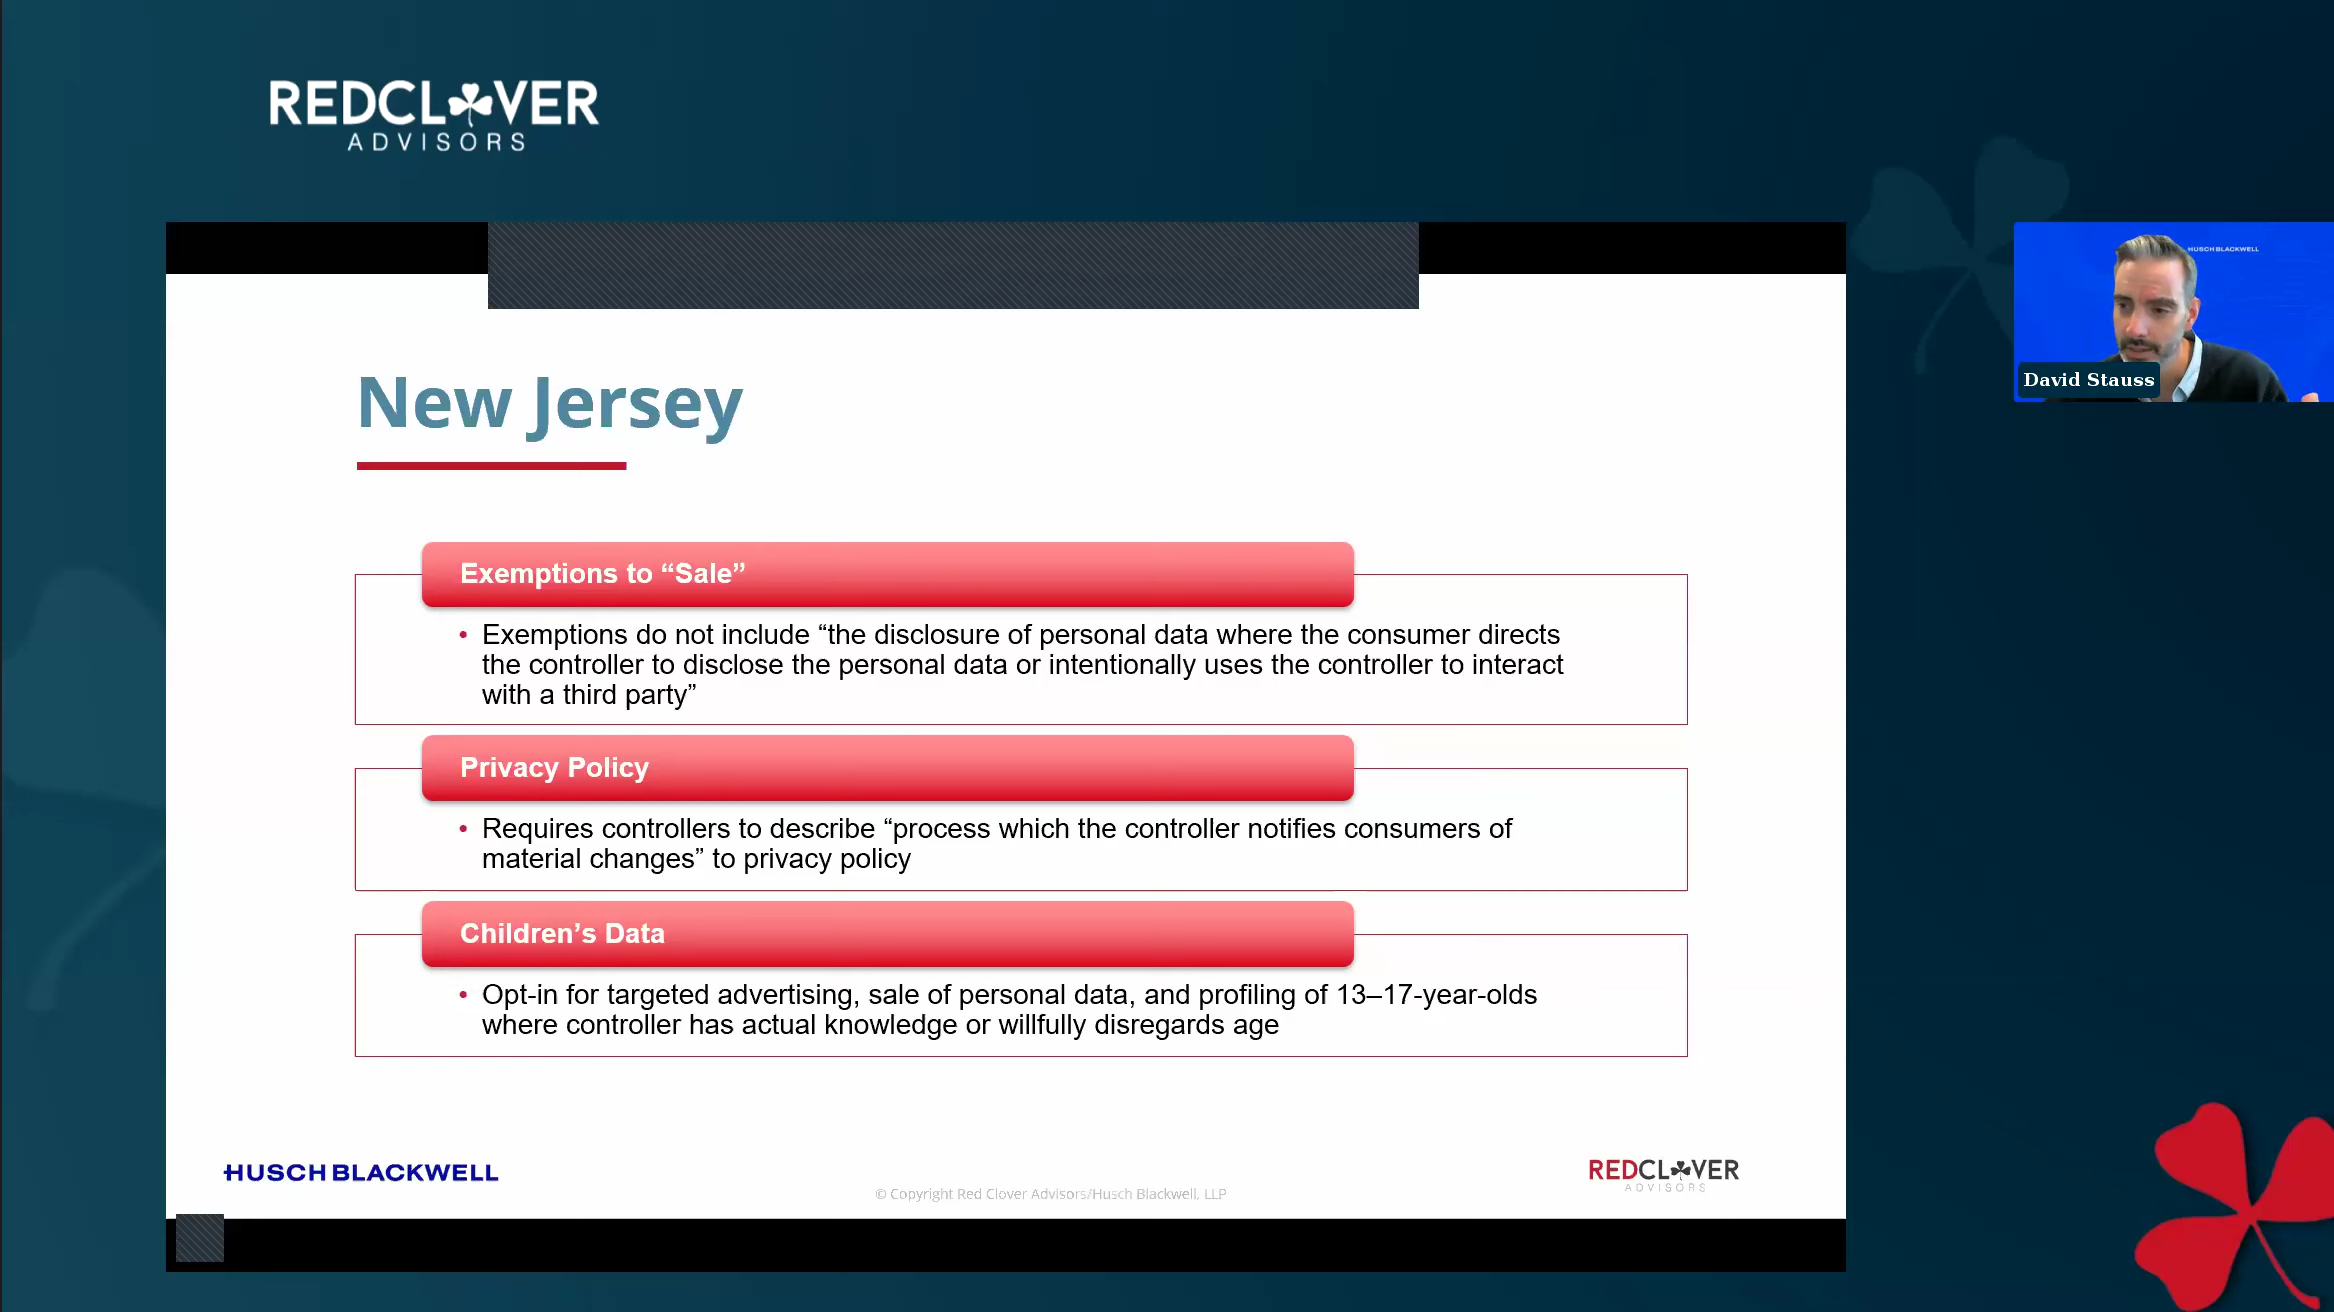 REDCLOVER
ADVISORS
HUSCH BLACKWELL
David Stauss
New Jersey
Exemptions to “Sale”
• Exemptions do not include “the disclosure of personal data where the consumer directs
the controller to disclose the personal data or intentionally uses the controller to interact
with a third party”
Privacy Policy
• Requires controllers to describe “process which the controller notifies consumers of
material changes” to privacy policy
Children’s Data
• Opt-in for targeted advertising, sale of personal data, and profiling of 13–17-year-olds
where controller has actual knowledge or willfully disregards age
HUSCH BLACKWELL
© Copyright Red Clover Advisors/Husch Blackwell, LLP
REDCLOVER
ADVISORS